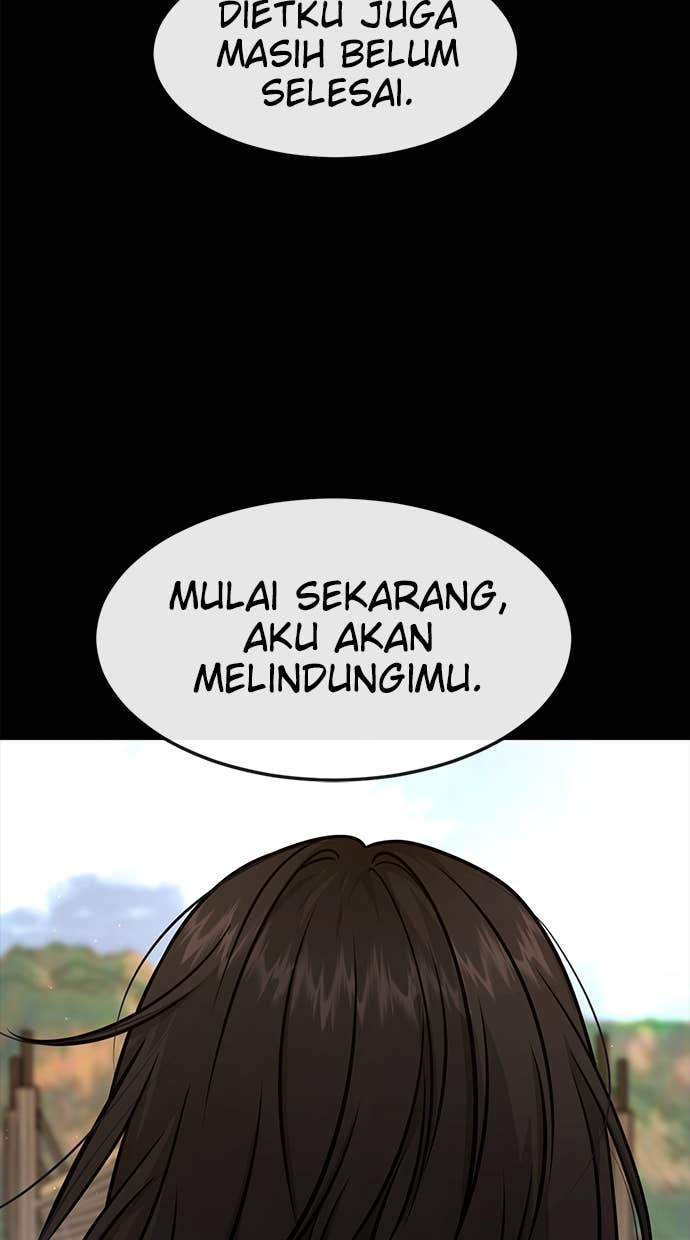 DIETKU JUGA
MASIH BELUM
SELESAI.
MULAI SEKARANG,
AKU AKAN
MELINDUNGIMU.